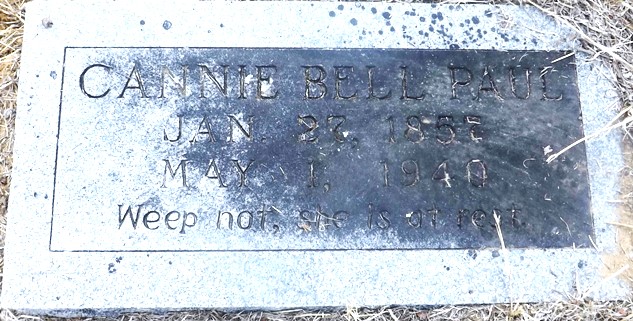 CANNIE BELL PAUL
JAN. 27, 1857
MAY 1, 1940
Weep not, she is at rest.